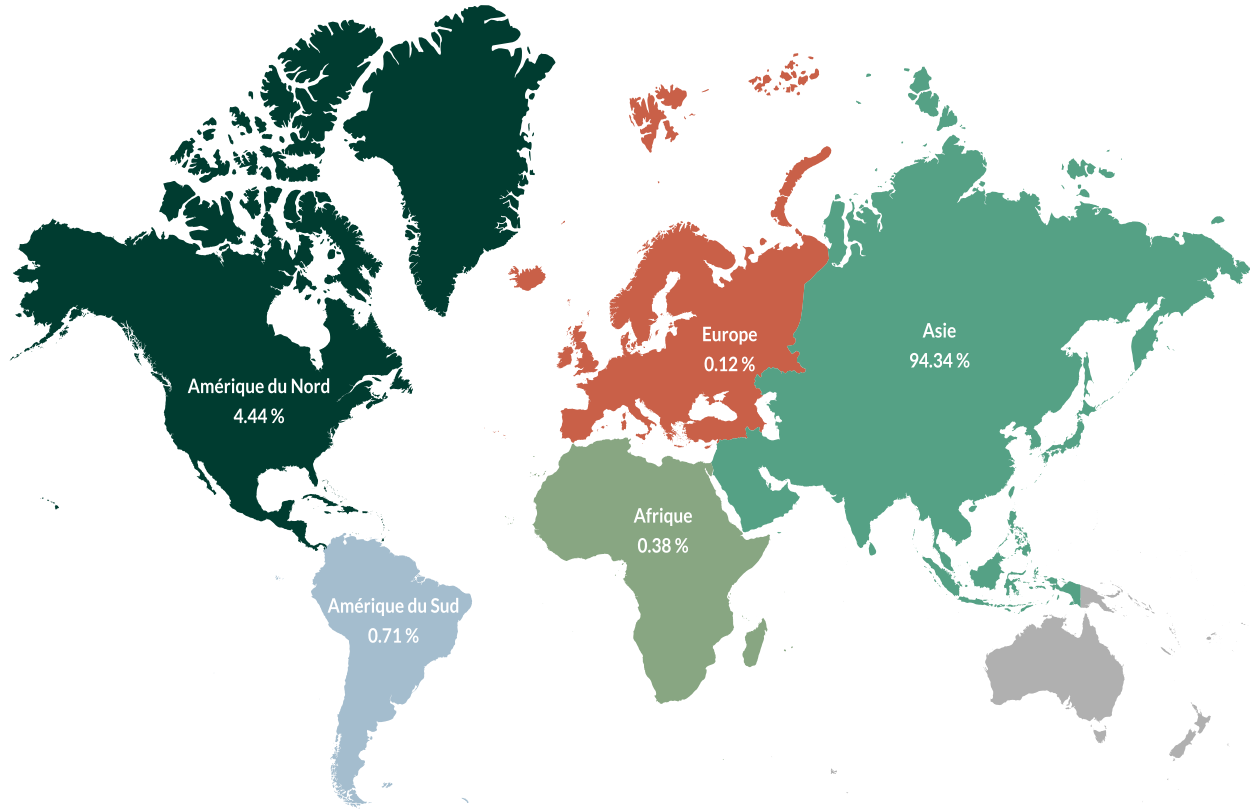 Europe
0.12 %
Asie
94.34 %
Amérique du Nord
4.44 %
Afrique
0.38 %
Amérique du Sud
0.71 %